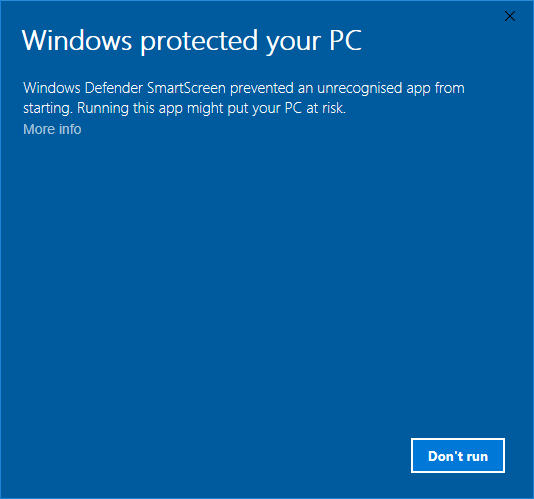 Windows protected your PC
Windows Defender SmartScreen prevented an unrecognised app from
starting. Running this app might put your PC at risk.
More info
Don't run